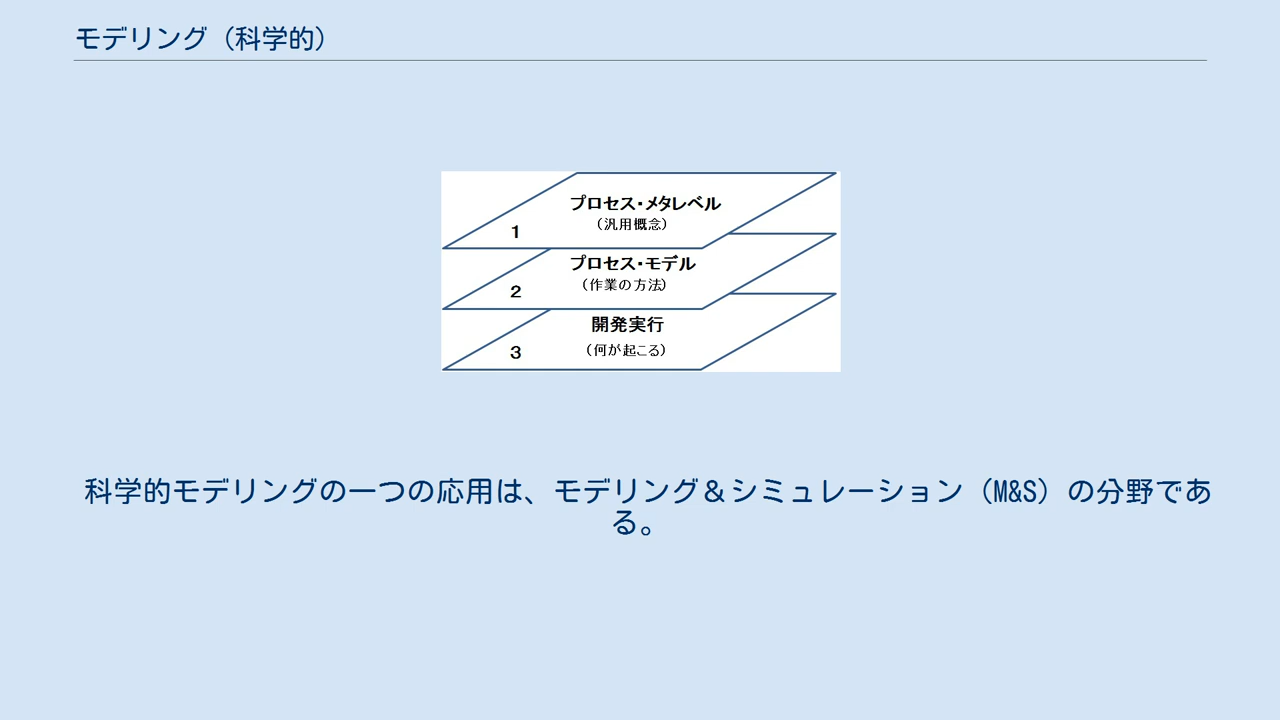 モデリング（科学的）
プロセス・メタレベル
（汎用概念）
1
プロセス・モデル
（作業の方法）
2
開発実行
（何が起こる）
3
科学的モデリングの一つの応用は、モデリング＆シミュレーション（M&S）の分野であ
る。